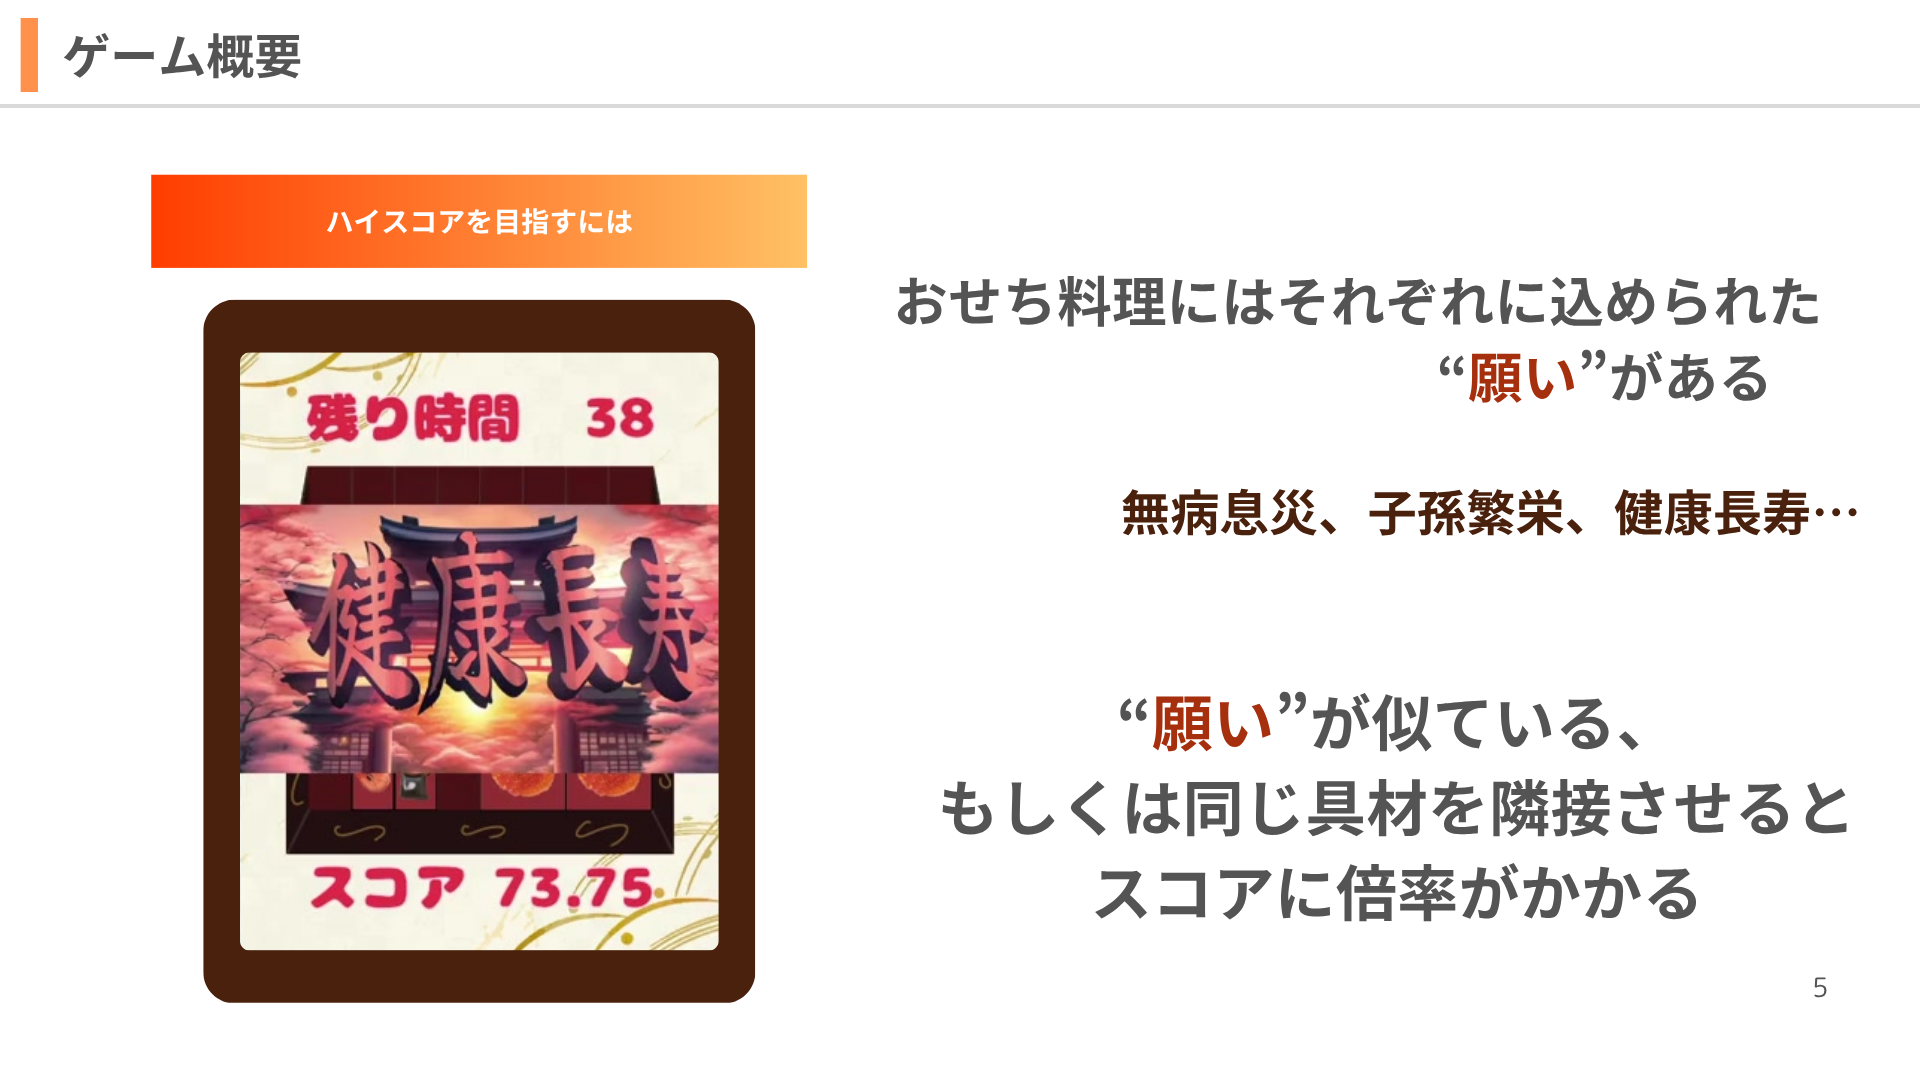 ゲーム概要
ハイスコアを目指すには
残り時間 38
健康長寿
スコア 73.75
おせち料理にはそれぞれに込められた
“願い”がある
無病息災、子孫繁栄、健康長寿…
“願い”が似ている、
もしくは同じ具材を隣接させると
スコアに倍率がかかる
5